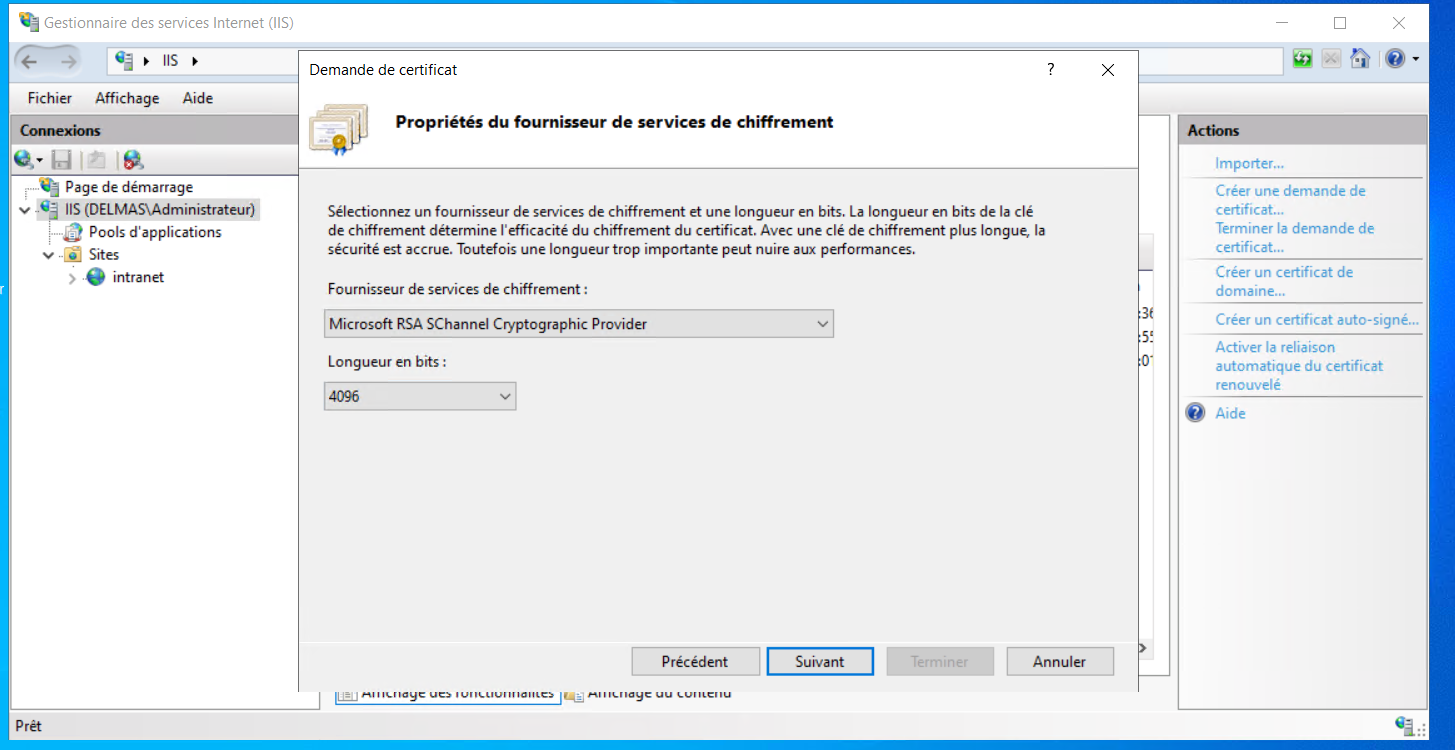 Gestionnaire des services Internet (IIS)
IIS
Fichier Affichage Aide
Connexions
Page de démarrage
IIS (DELMAS\Administrateur)
Pools d'applications
Sites
intranet
Demande de certificat
?
Propriétés du fournisseur de services de chiffrement
Sélectionnez un fournisseur de services de chiffrement et une longueur en bits. La longueur en bits de la clé
de chiffrement détermine l'efficacité du chiffrement du certificat. Avec une clé de chiffrement plus longue, la
sécurité est accrue. Toutefois une longueur trop importante peut nuire aux performances.
Fournisseur de services de chiffrement :
Microsoft RSA SChannel Cryptographic Provider
Longueur en bits :
4096
Précédent Suivant Terminer Annuler
:36
:55
:01
Affichage des fonctionnalités Affichage du contenu
Actions
Importer...
Créer une demande de
certificat...
Terminer la demande de
certificat...
Créer un certificat de
domaine...
Créer un certificat auto-signé...
Activer la reliaison
automatique du certificat
renouvelé
Aide
Prêt